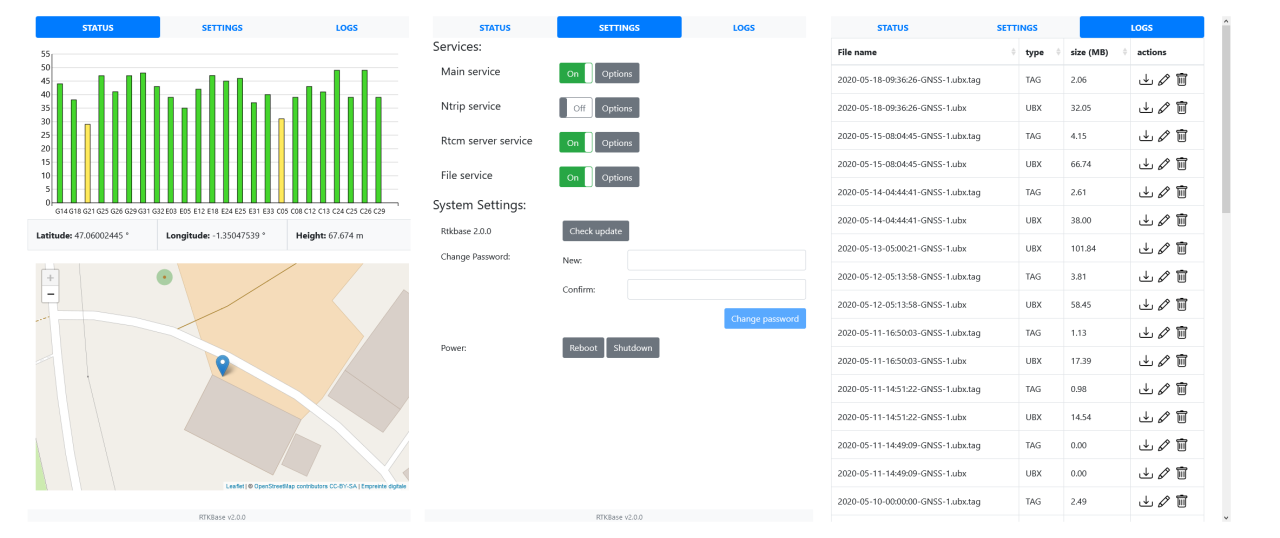 STATUS SETTINGS LOGS
55
50
45
40
35
30
25
20
15
10
5
0
G14 G18 G21 G25 G26 G29 G31 G32 E03 E05 E12 E18 E24 E25 E31 E33 C05 C08 C12 C13 C24 C25 C26 C29
Latitude: 47.06002445 ° Longitude: -1.35047539 ° Height: 67.674 m
+
−
Leaflet | © OpenStreetMap contributors CC-BY-SA | Empreinte digitale
RTKBase v2.0.0
STATUS SETTINGS LOGS
Services:
Main service On Options
Ntrip service Off Options
Rtcm server service On Options
File service On Options
System Settings:
Rtkbase 2.0.0 Check update
Change Password: New:
Confirm:
Change password
Power: Reboot Shutdown
RTKBase v2.0.0
STATUS SETTINGS LOGS
File name type size (MB) actions
2020-05-18-09:36:26-GNSS-1.ubx.tag TAG 2.06
2020-05-18-09:36:26-GNSS-1.ubx UBX 32.05
2020-05-15-08:04:45-GNSS-1.ubx.tag TAG 4.15
2020-05-15-08:04:45-GNSS-1.ubx UBX 66.74
2020-05-14-04:44:41-GNSS-1.ubx.tag TAG 2.61
2020-05-14-04:44:41-GNSS-1.ubx UBX 38.00
2020-05-13-05:00:21-GNSS-1.ubx UBX 101.84
2020-05-12-05:13:58-GNSS-1.ubx.tag TAG 3.81
2020-05-12-05:13:58-GNSS-1.ubx UBX 58.45
2020-05-11-16:50:03-GNSS-1.ubx.tag TAG 1.13
2020-05-11-16:50:03-GNSS-1.ubx UBX 17.39
2020-05-11-14:51:22-GNSS-1.ubx.tag TAG 0.98
2020-05-11-14:51:22-GNSS-1.ubx UBX 14.54
2020-05-11-14:49:09-GNSS-1.ubx.tag TAG 0.00
2020-05-11-14:49:09-GNSS-1.ubx UBX 0.00
2020-05-10-00:00:00-GNSS-1.ubx.tag TAG 2.49